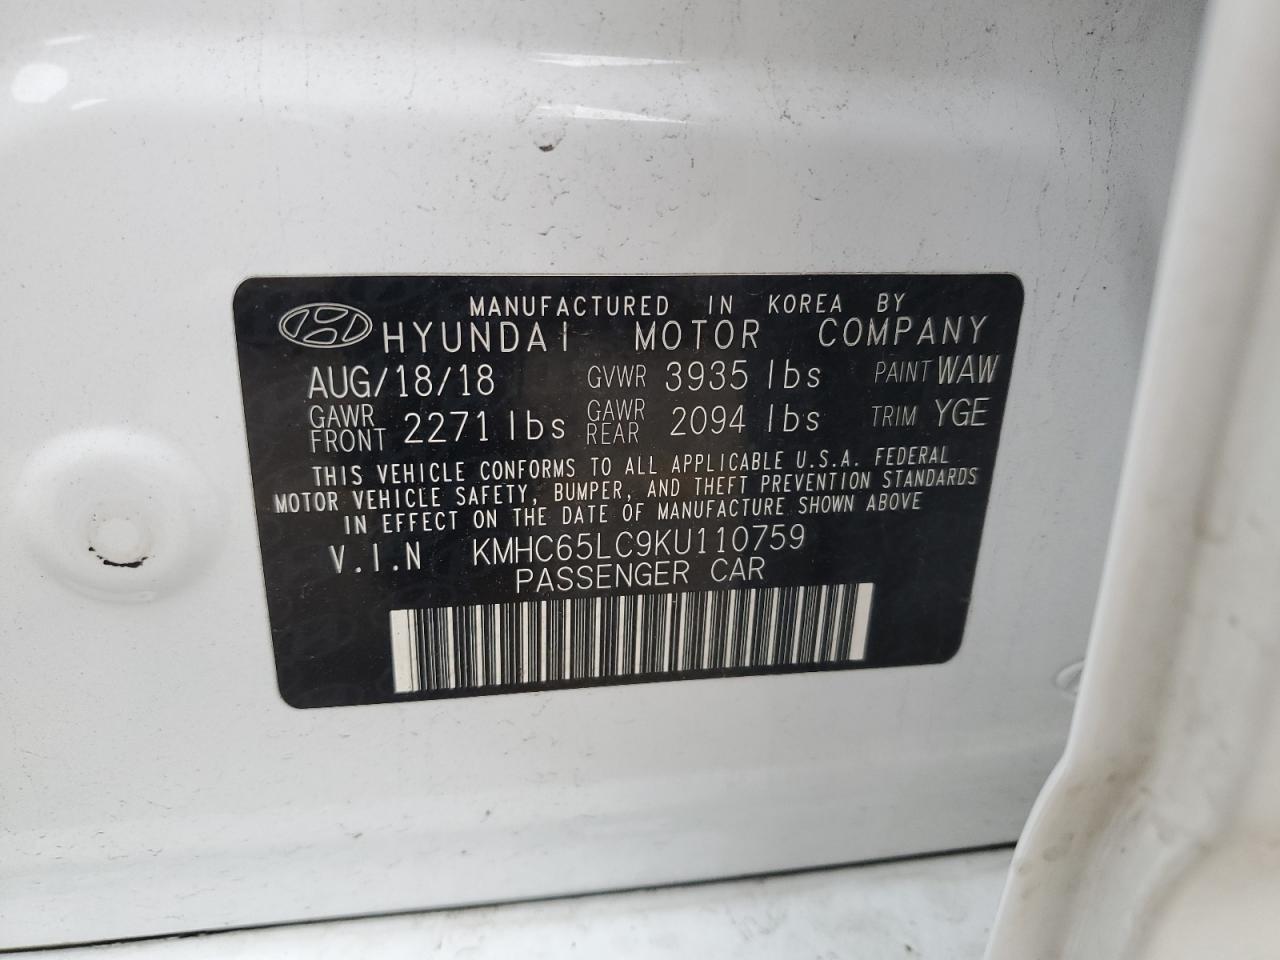 MANUFACTURED IN KOREA BY
HYUNDAI MOTOR COMPANY
AUG/18/18 GVWR 3935 lbs PAINT WAW
GAWR FRONT 2271 lbs GAWR REAR 2094 lbs TRIM YGE
THIS VEHICLE CONFORMS TO ALL APPLICABLE U.S.A. FEDERAL
MOTOR VEHICLE SAFETY, BUMPER, AND THEFT PREVENTION STANDARDS
IN EFFECT ON THE DATE OF MANUFACTURE SHOWN ABOVE
V.I.N KMHC65LC9KU110759
PASSENGER CAR